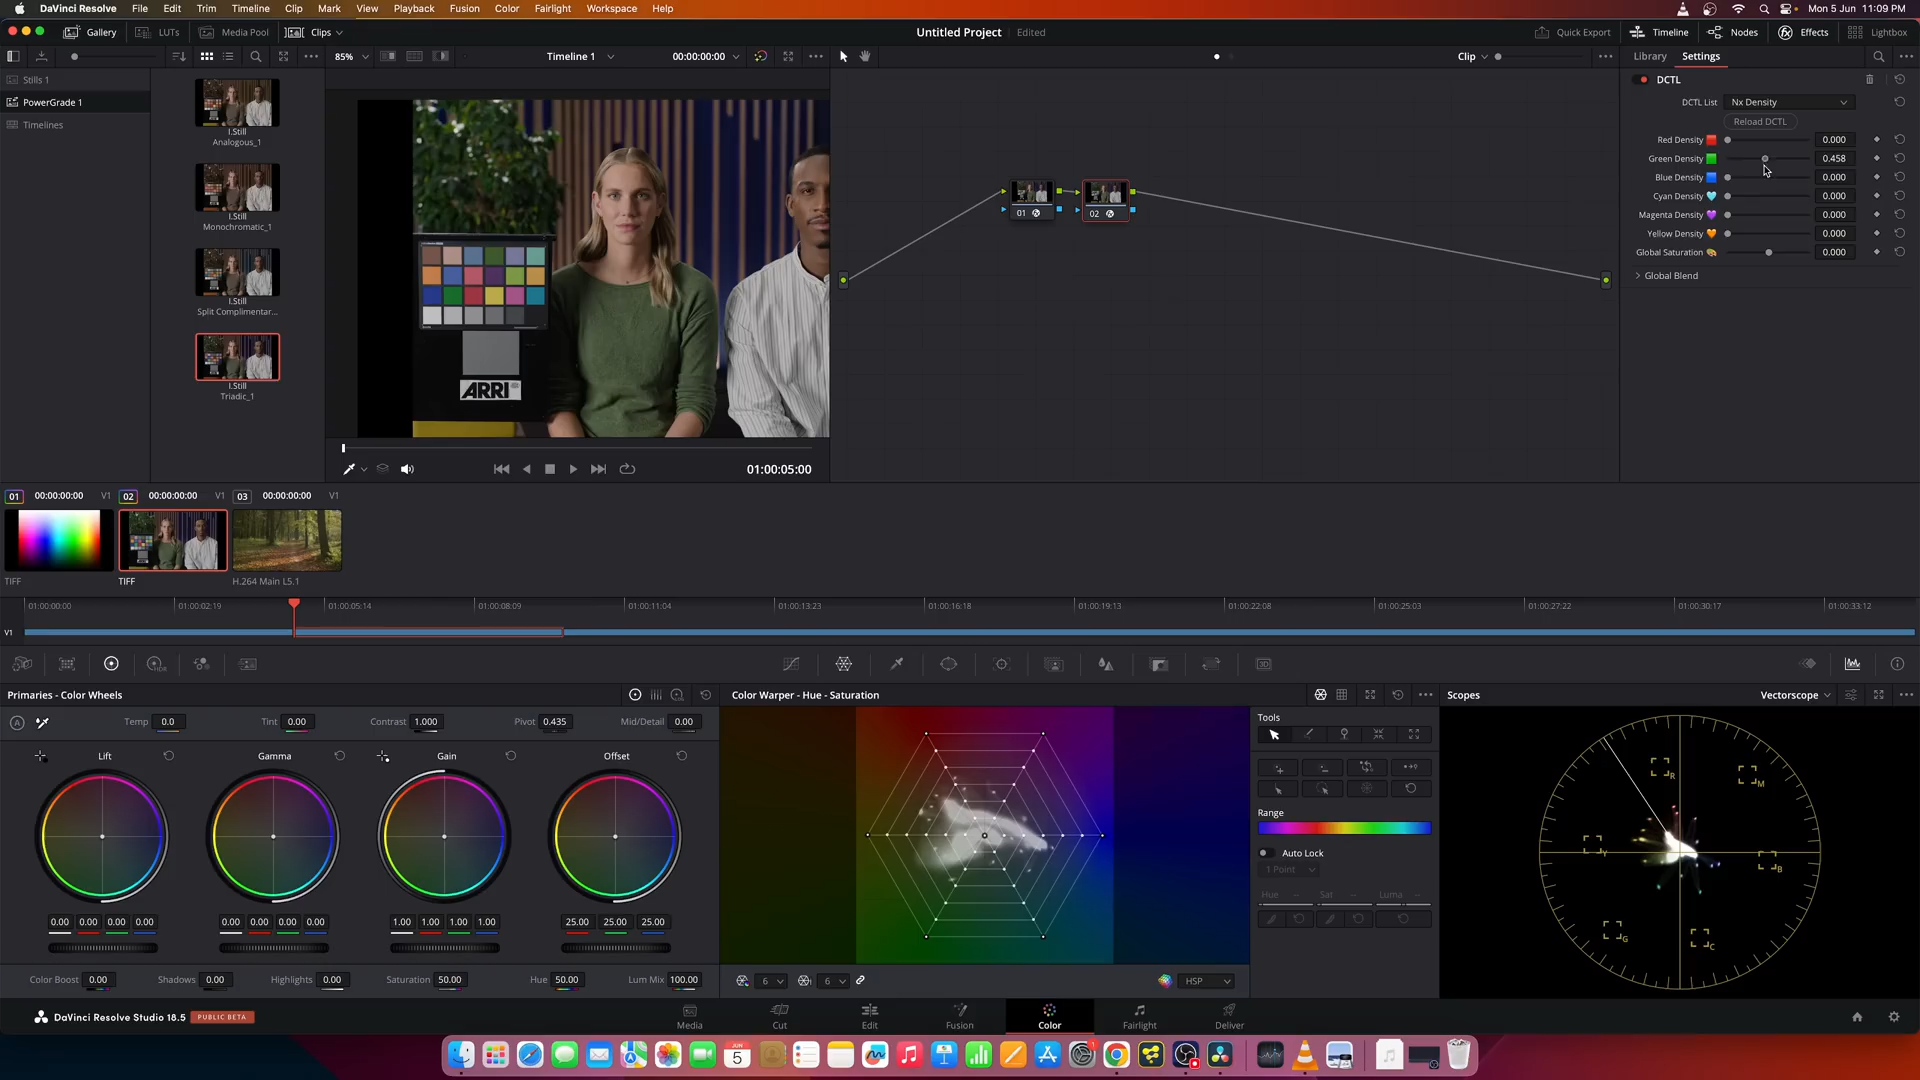 DaVinci Resolve File Edit Trim Timeline Clip Mark View Playback Fusion Color Fairlight Workspace Help Mon 5 Jun 11:09 PM
Gallery LUTs Media Pool Clips Untitled Project Edited Quick Export Timeline Nodes Effects Lightbox
85% Timeline 1 00:00:00:00 Clip Library Settings
Stills 1
PowerGrade 1
Timelines
I.Still
Analogous_1
I.Still
Monochromatic_1
I.Still
Split Complimentar...
I.Still
Triadic_1
ARRI
01:00:05:00
01
02
DCTL
DCTL List Nx Density
Reload DCTL
Red Density 0.000
Green Density 0.458
Blue Density 0.000
Cyan Density 0.000
Magenta Density 0.000
Yellow Density 0.000
Global Saturation 0.000
Global Blend
01 00:00:00:00 V1 02 00:00:00:00 V1 03 00:00:00:00 V1
TIFF TIFF H.264 Main L5.1
01:00:00:00 01:00:02:19 01:00:05:14 01:00:08:09 01:00:11:04 01:00:13:23 01:00:16:18 01:00:19:13 01:00:22:08 01:00:25:03 01:00:27:22 01:00:30:17 01:00:33:12
V1
Primaries - Color Wheels
Temp 0.0 Tint 0.00 Contrast 1.000 Pivot 0.435 Mid/Detail 0.00
Lift Gamma Gain Offset
0.00 0.00 0.00 0.00 0.00 0.00 0.00 0.00 1.00 1.00 1.00 1.00 25.00 25.00 25.00
Color Boost 0.00 Shadows 0.00 Highlights 0.00 Saturation 50.00 Hue 50.00 Lum Mix 100.00
Color Warper - Hue - Saturation
6 6 HSP
Tools
Range
Auto Lock
1 Point
Hue -- Sat -- Luma --
Scopes Vectorscope
R
M
Y
B
G
C
DaVinci Resolve Studio 18.5 PUBLIC BETA
Media Cut Edit Fusion Color Fairlight Deliver
JUN
5
1